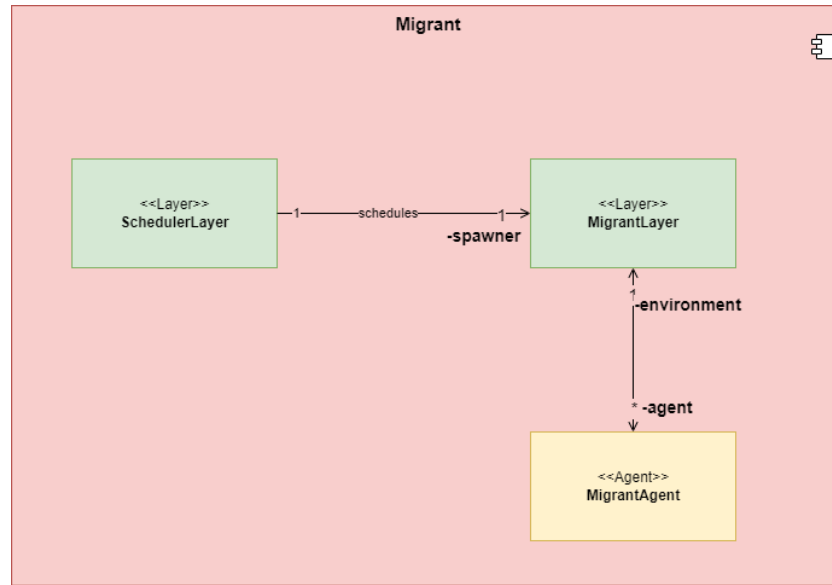 Migrant
<<Layer>>
SchedulerLayer
1
schedules
1
-spawner
<<Layer>>
MigrantLayer
1
-environment
* -agent
<<Agent>>
MigrantAgent